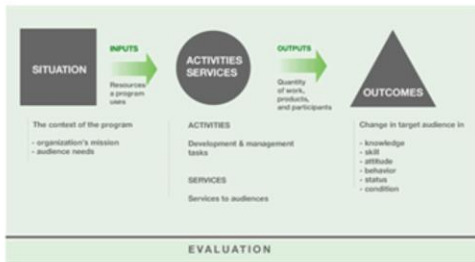 SITUATION
INPUTS
Resources
a program
uses
ACTIVITIES
SERVICES
OUTPUTS
Quantity
of work,
products,
and participants
OUTCOMES
The context of the program
- organization's mission
- audience needs
ACTIVITIES
Development & management
tasks
SERVICES
Services to audiences
Change in target audience in
- knowledge
- skill
- attitude
- behavior
- status
- condition
EVALUATION